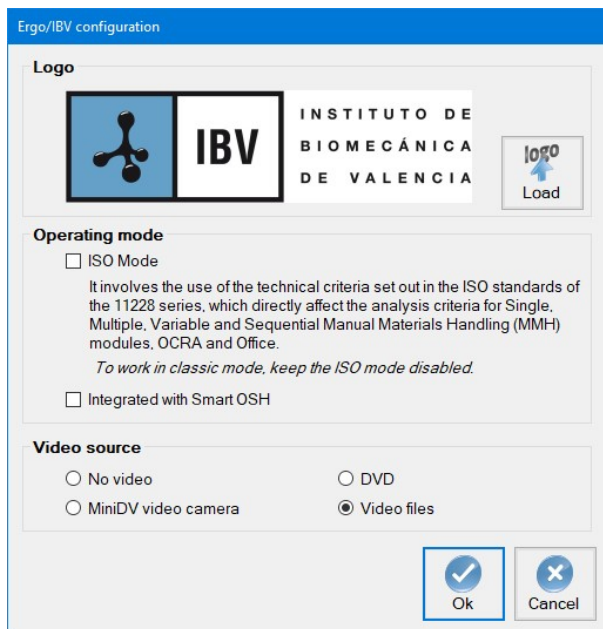 Ergo/IBV configuration
Logo
IBV
INSTITUTO DE
BIOMECÁNICA
DE VALENCIA
logo
Load
Operating mode
ISO Mode
It involves the use of the technical criteria set out in the ISO standards of
the 11228 series, which directly affect the analysis criteria for Single,
Multiple, Variable and Sequential Manual Materials Handling (MMH)
modules, OCRA and Office.
To work in classic mode, keep the ISO mode disabled.
Integrated with Smart OSH
Video source
No video
DVD
MiniDV video camera
Video files
Ok
Cancel